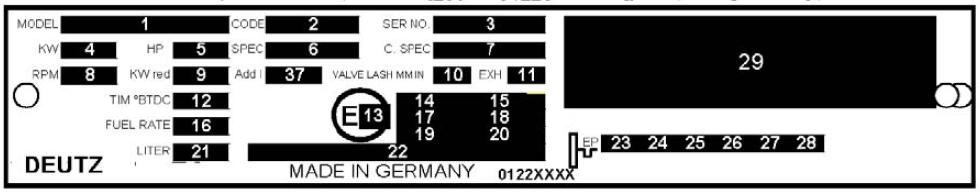 MODEL 1 CODE 2 SER NO. 3
KW 4 HP 5 SPEC 6 C. SPEC 7
RPM 8 KW red 9 Add I 37 VALVE LASH MM IN 10 EXH 11
29
TIM °BTDC 12
E 13
14 15
FUEL RATE 16
17 18
19 20
EP 23 24 25 26 27 28
LITER 21
22
DEUTZ
MADE IN GERMANY
0122XXXX